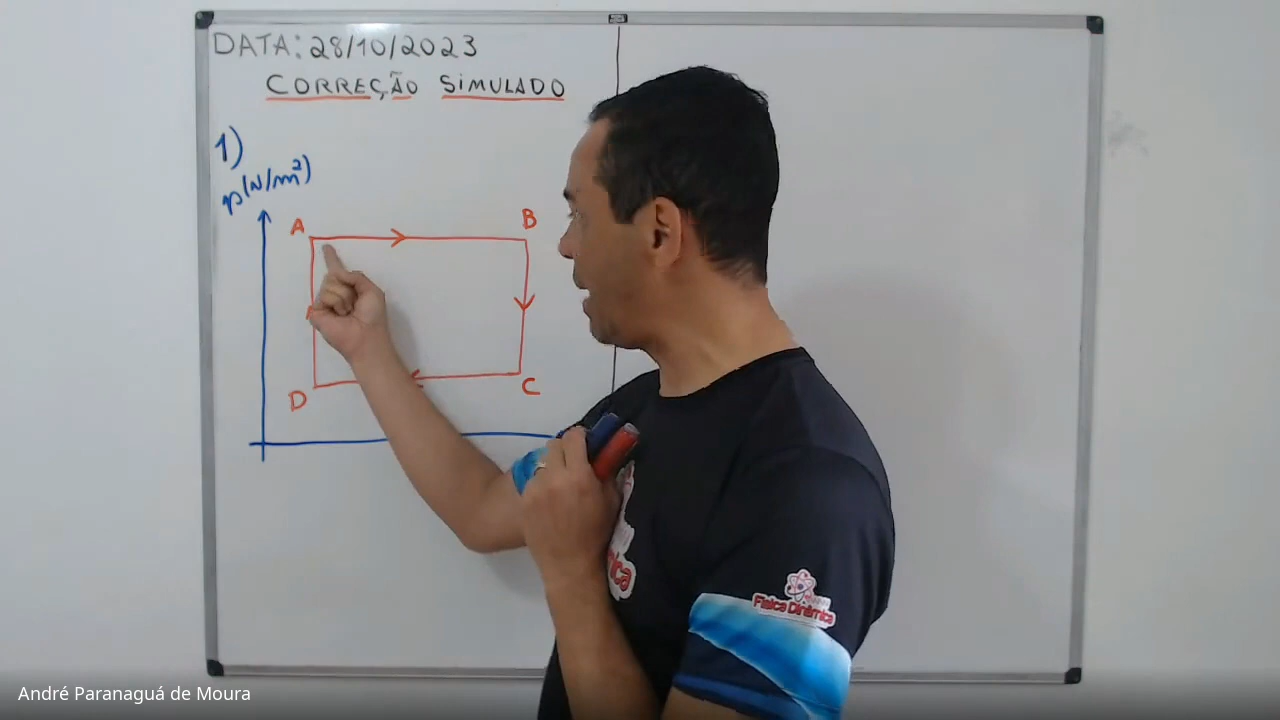 DATA: 28/10/2023
CORREÇÃO SIMULADO
1)
p(N/m²)
A
B
D
C
Física Dinâmica
André Paranaguá de Moura